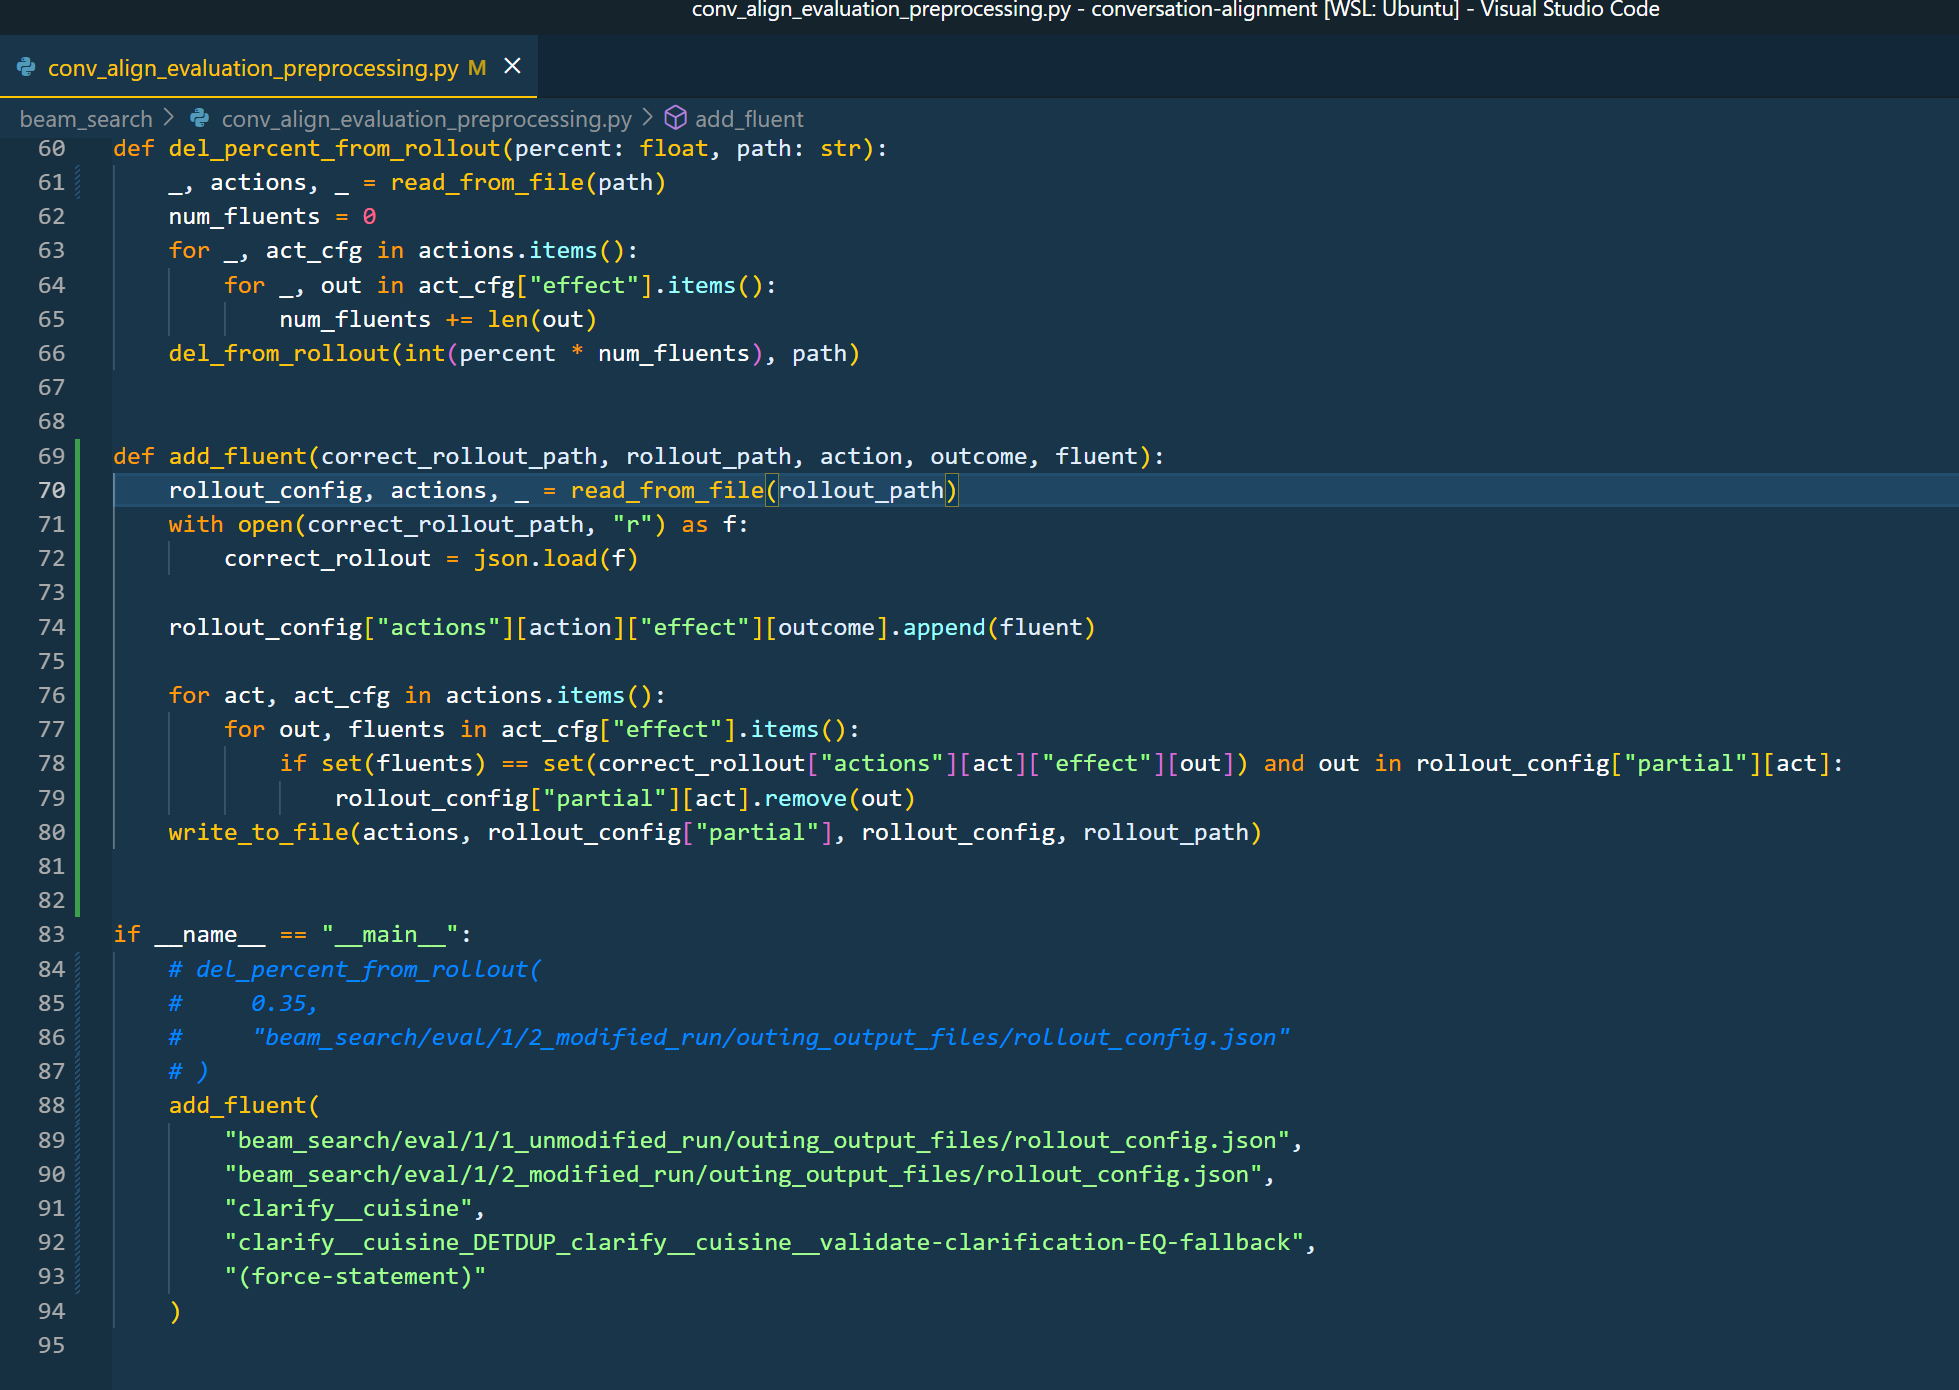 conv_align_evaluation_preprocessing.py - conversation-alignment [WSL: Ubuntu] - Visual Studio Code
conv_align_evaluation_preprocessing.py M
beam_search > conv_align_evaluation_preprocessing.py > add_fluent
60 def del_percent_from_rollout(percent: float, path: str):
61     _, actions, _ = read_from_file(path)
62     num_fluents = 0
63     for _, act_cfg in actions.items():
64         for _, out in act_cfg["effect"].items():
65             num_fluents += len(out)
66     del_from_rollout(int(percent * num_fluents), path)
67
68
69 def add_fluent(correct_rollout_path, rollout_path, action, outcome, fluent):
70     rollout_config, actions, _ = read_from_file(rollout_path)
71     with open(correct_rollout_path, "r") as f:
72         correct_rollout = json.load(f)
73
74     rollout_config["actions"][action]["effect"][outcome].append(fluent)
75
76     for act, act_cfg in actions.items():
77         for out, fluents in act_cfg["effect"].items():
78             if set(fluents) == set(correct_rollout["actions"][act]["effect"][out]) and out in rollout_config["partial"][act]:
79                 rollout_config["partial"][act].remove(out)
80     write_to_file(actions, rollout_config["partial"], rollout_config, rollout_path)
81
82
83 if __name__ == "__main__":
84     # del_percent_from_rollout(
85     #     0.35,
86     #     "beam_search/eval/1/2_modified_run/outing_output_files/rollout_config.json"
87     # )
88     add_fluent(
89         "beam_search/eval/1/1_unmodified_run/outing_output_files/rollout_config.json",
90         "beam_search/eval/1/2_modified_run/outing_output_files/rollout_config.json",
91         "clarify__cuisine",
92         "clarify__cuisine_DETDUP_clarify__cuisine__validate-clarification-EQ-fallback",
93         "(force-statement)"
94     )
95